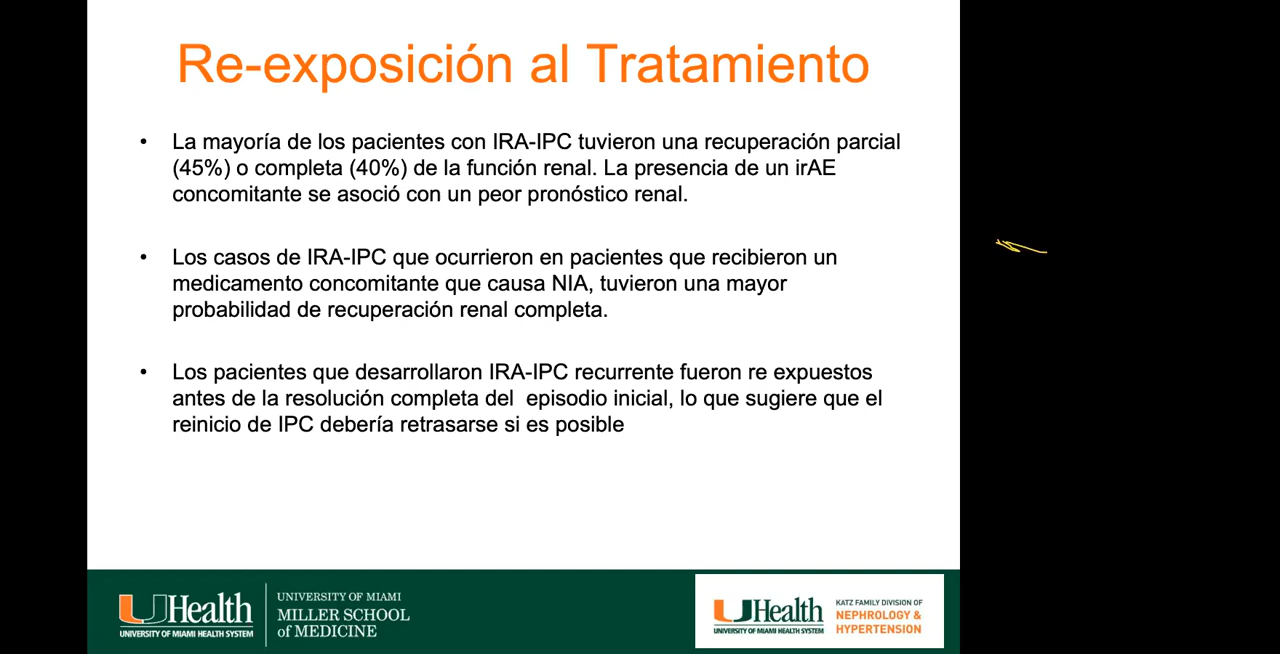 Re-exposición al Tratamiento
• La mayoría de los pacientes con IRA-IPC tuvieron una recuperación parcial
(45%) o completa (40%) de la función renal. La presencia de un irAE
concomitante se asoció con un peor pronóstico renal.
• Los casos de IRA-IPC que ocurrieron en pacientes que recibieron un
medicamento concomitante que causa NIA, tuvieron una mayor
probabilidad de recuperación renal completa.
• Los pacientes que desarrollaron IRA-IPC recurrente fueron re expuestos
antes de la resolución completa del  episodio inicial, lo que sugiere que el
reinicio de IPC debería retrasarse si es posible
UHealth
UNIVERSITY OF MIAMI HEALTH SYSTEM
UNIVERSITY OF MIAMI
MILLER SCHOOL
of MEDICINE
UHealth
UNIVERSITY OF MIAMI HEALTH SYSTEM
KATZ FAMILY DIVISION OF
NEPHROLOGY &
HYPERTENSION